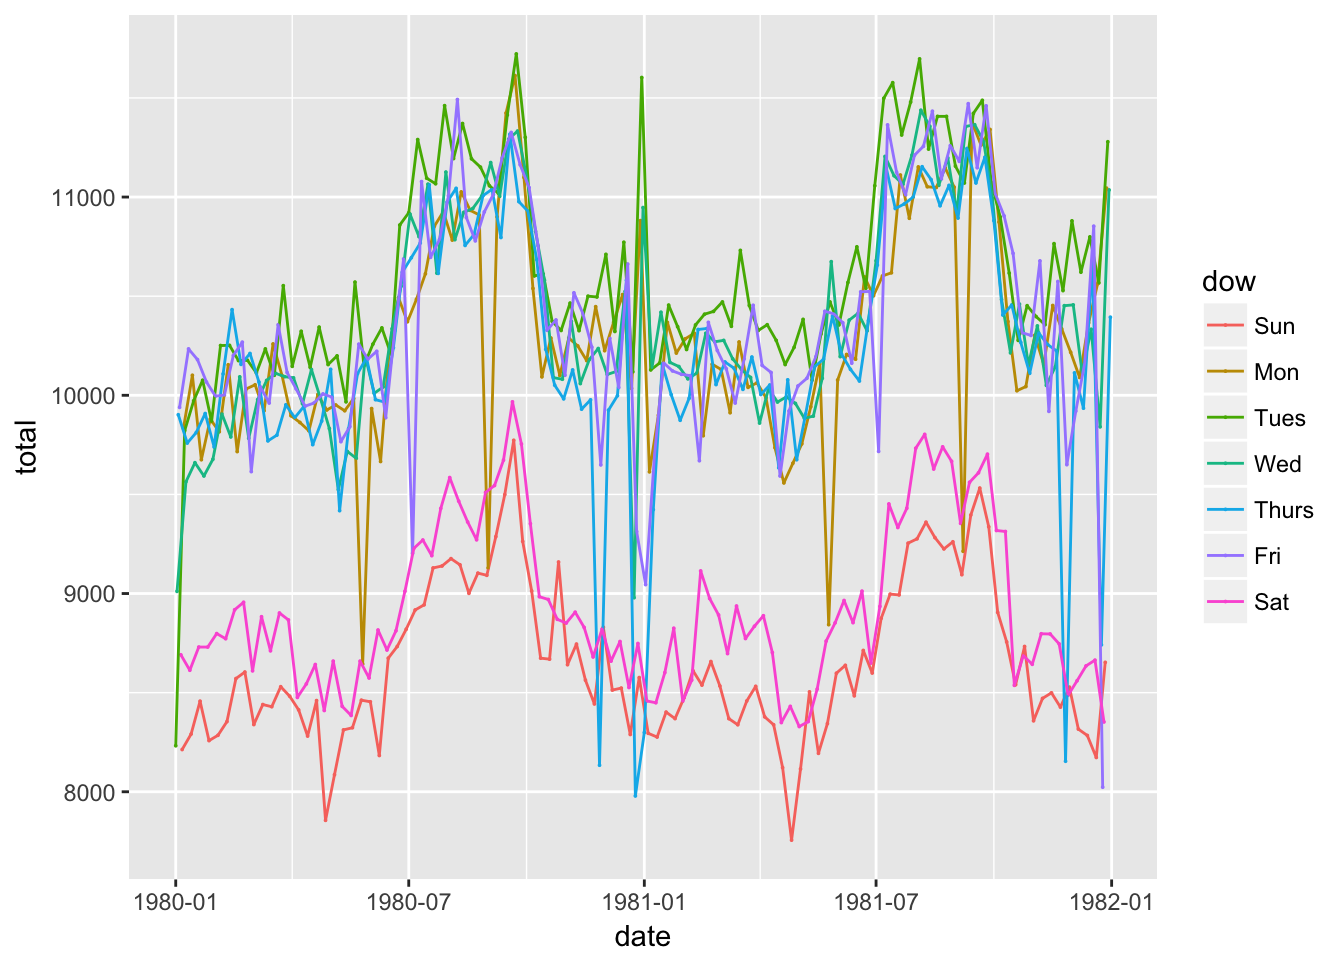 total
11000
10000
9000
8000
1980-01
1980-07
1981-01
1981-07
1982-01
date
dow
Sun
Mon
Tues
Wed
Thurs
Fri
Sat